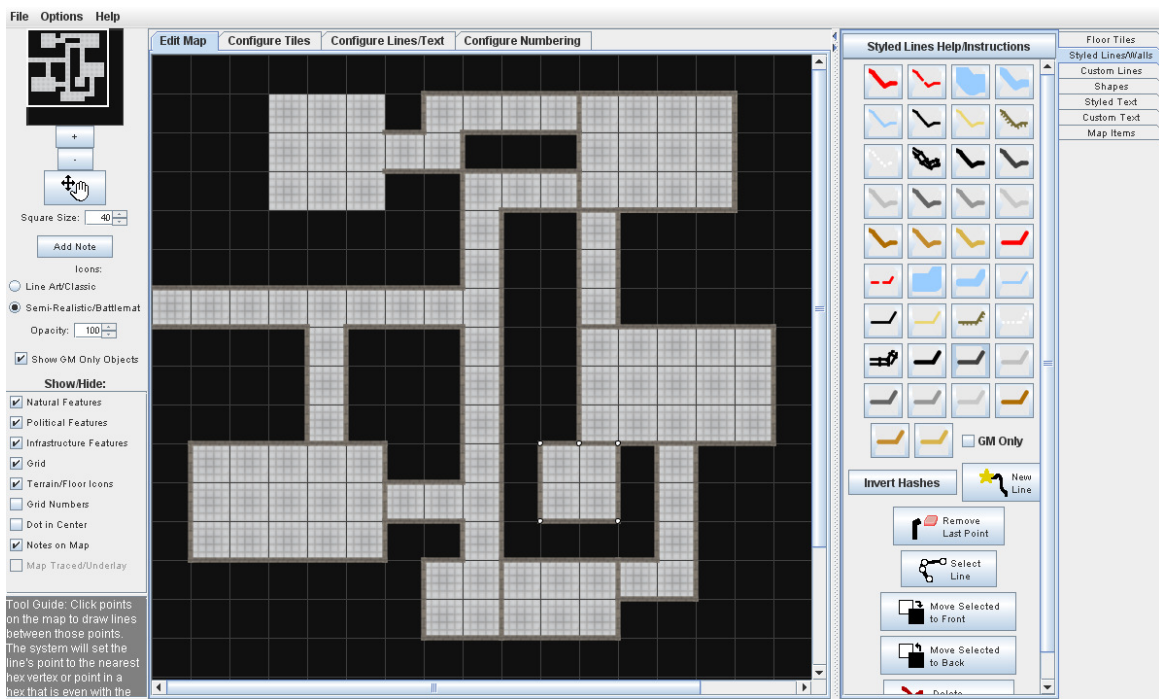 File Options Help
Edit Map Configure Tiles Configure Lines/Text Configure Numbering
+
-
Square Size: 40
Add Note
Icons:
Line Art/Classic
Semi-Realistic/Battlemat
Opacity: 100
Show GM Only Objects
Show/Hide:
Natural Features
Political Features
Infrastructure Features
Grid
Terrain/Floor Icons
Grid Numbers
Dot in Center
Notes on Map
Map Traced/Underlay
Tool Guide: Click points
on the map to draw lines
between those points.
The system will set the
line's point to the nearest
hex vertex or point in a
hex that is even with the
Styled Lines Help/Instructions
GM Only
Invert Hashes
New
Line
Remove
Last Point
Select
Line
Move Selected
to Front
Move Selected
to Back
Delete
Floor Tiles
Styled Lines/Walls
Custom Lines
Shapes
Styled Text
Custom Text
Map Items